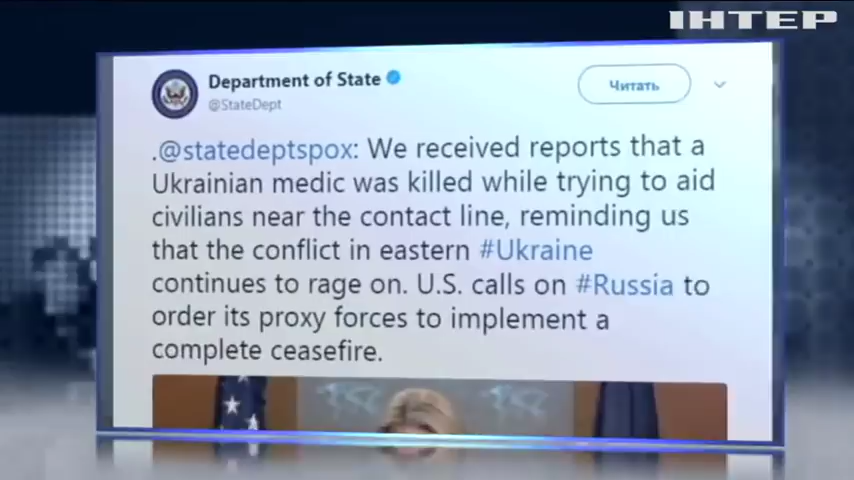 ІНТЕР
Department of State
@StateDept
Читать
.@statedeptspox: We received reports that a
Ukrainian medic was killed while trying to aid
civilians near the contact line, reminding us
that the conflict in eastern #Ukraine
continues to rage on. U.S. calls on #Russia to
order its proxy forces to implement a
complete ceasefire.